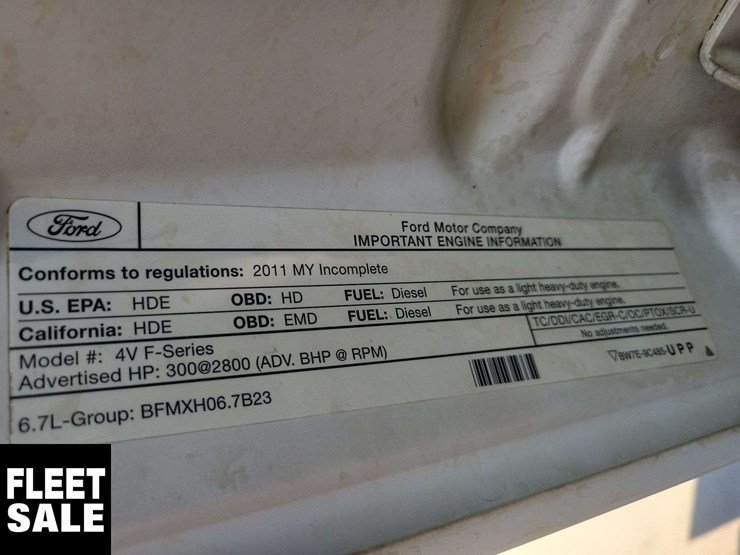 Ford
Ford Motor Company
IMPORTANT ENGINE INFORMATION
Conforms to regulations: 2011 MY Incomplete
U.S. EPA: HDE OBD: HD FUEL: Diesel For use as a light heavy-duty engine.
California: HDE OBD: EMD FUEL: Diesel For use as a light heavy-duty engine.
Model #: 4V F-Series
TC/DDI/CAC/EGR-C/OC/PTOX/SCR-U
No adjustments needed.
Advertised HP: 300@2800 (ADV. BHP @ RPM)
BW7E-9C485-UPP
6.7L-Group: BFMXH06.7B23
FLEET
SALE